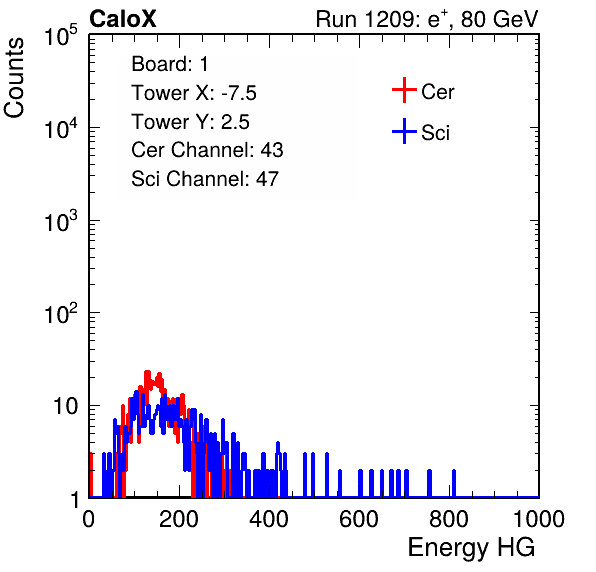 CaloX Run 1209: e⁺, 80 GeV
Counts
10⁵
10⁴
10³
10²
10
1
Board: 1
Tower X: -7.5
Tower Y: 2.5
Cer Channel: 43
Sci Channel: 47
Cer
Sci
0 200 400 600 800 1000
Energy HG